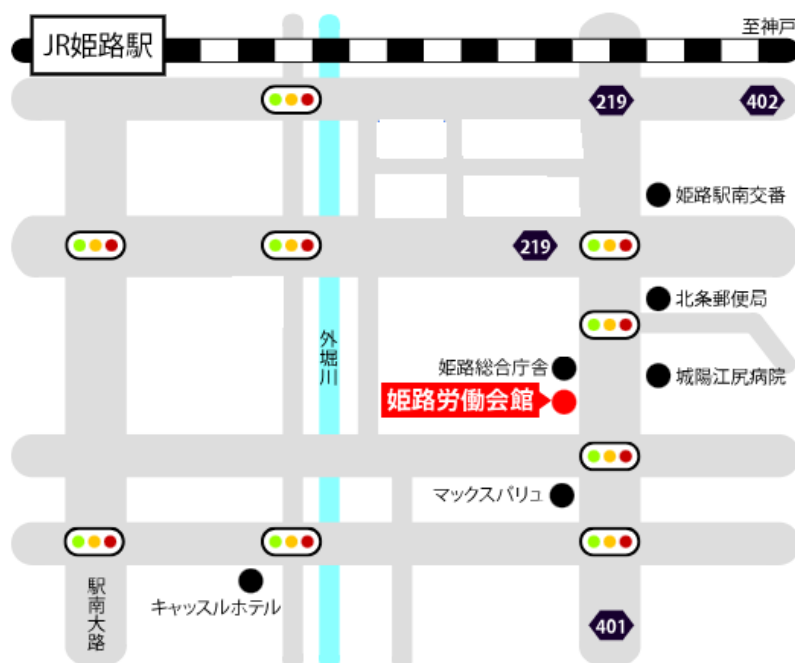 至神戸
JR姫路駅
219
402
姫路駅南交番
219
北条郵便局
外堀川
姫路総合庁舎
城陽江尻病院
姫路労働会館
マックスバリュ
キャッスルホテル
駅南大路
401